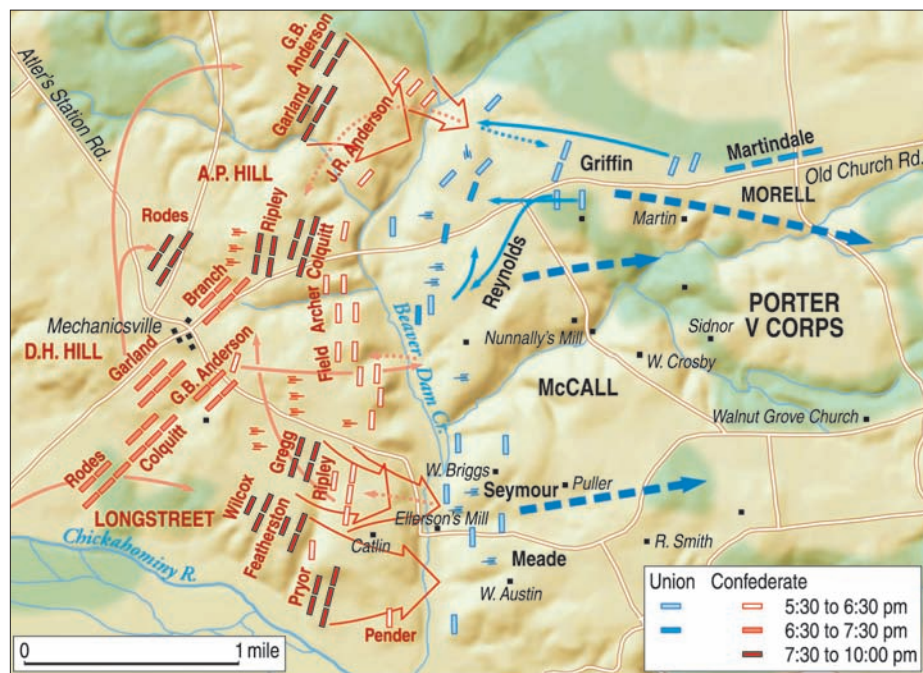 G.B.
Anderson
Atler's Station Rd.
Garland
J.R. Anderson
A.P. HILL
Martindale
Griffin
Old Church Rd.
MORELL
Ripley
Rodes
Colquitt
Martin
Branch
Reynolds
Archer
PORTER
V CORPS
Mechanicsville
Beaver Dam Cr.
Sidnor
D.H. HILL
Garland
Nunnally's Mill
Field
W. Crosby
G.B. Anderson
McCALL
Walnut Grove Church
Colquitt
Rodes
Gregg
Ripley
W. Briggs
Seymour
Puller
Wilcox
LONGSTREET
Featherston
Ellerson's Mill
Chickahominy R.
Catlin
R. Smith
Meade
Pryor
W. Austin
Pender
Union Confederate
5:30 to 6:30 pm
6:30 to 7:30 pm
7:30 to 10:00 pm
0 1 mile